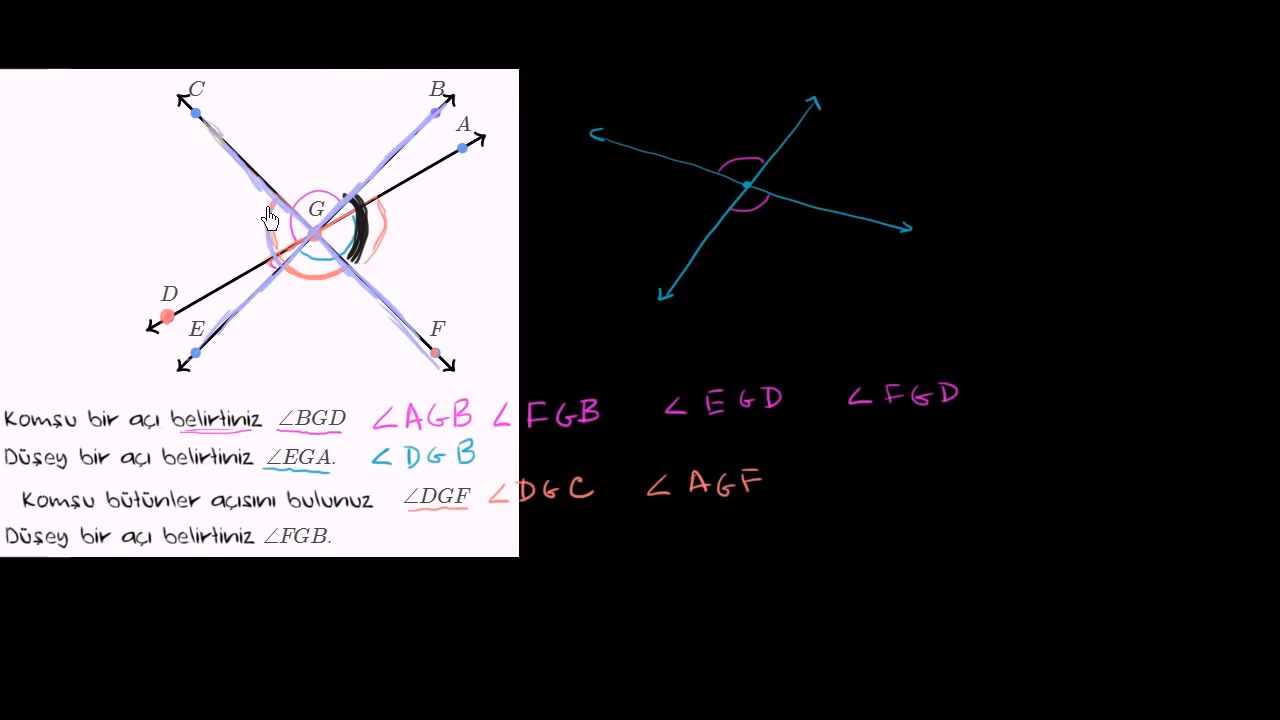 C
B
A
G
D
E
F
Komşu bir açı belirtiniz ∠BGD ∠AGB ∠FGB ∠EGD ∠FGD
Düşey bir açı belirtiniz ∠EGA. ∠DGB
Komşu bütünler açısını bulunuz ∠DGF ∠DGC ∠AGF
Düşey bir açı belirtiniz ∠FGB.